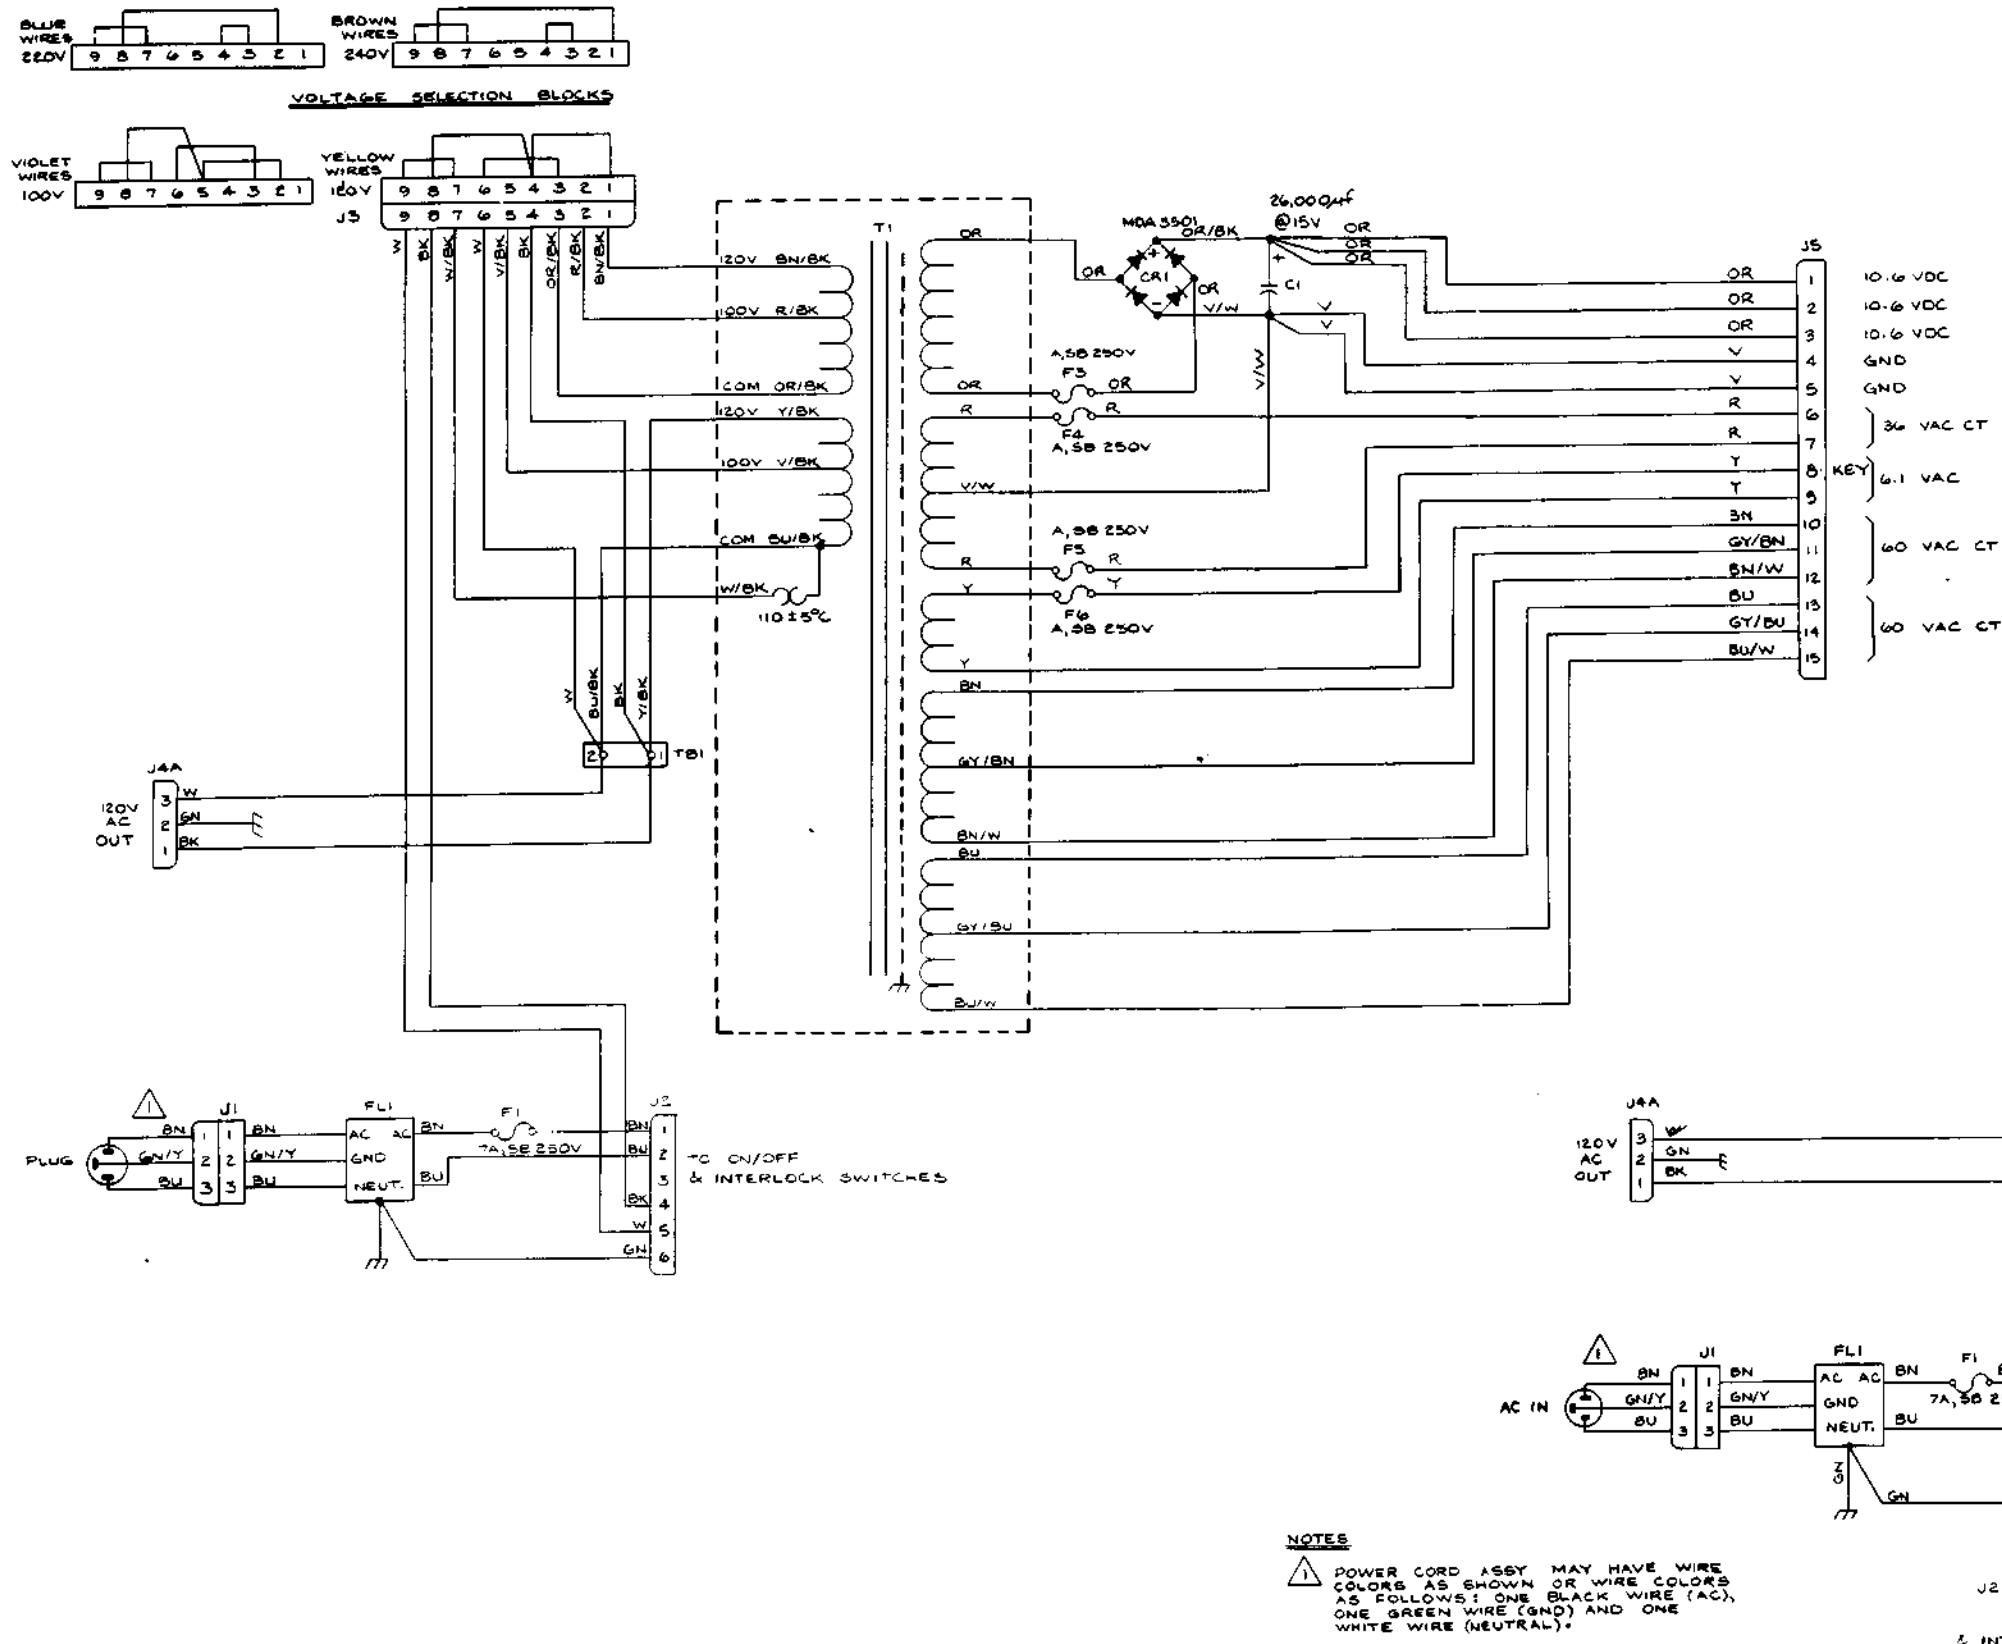 BLUE
WIRES
220V
9 8 7 6 5 4 3 2 1
BROWN
WIRES
240V
9 8 7 6 5 4 3 2 1
VOLTAGE SELECTION BLOCKS
VIOLET
WIRES
100V
9 8 7 6 5 4 3 2 1
YELLOW
WIRES
120V
9 8 7 6 5 4 3 2 1
J3
9 8 7 6 5 4 3 2 1
W
BK
W/BK
W
V/BK
BK
OR/BK
R/BK
BN/BK
T1
120V BN/BK
100V R/BK
COM OR/BK
120V Y/BK
100V V/BK
COM BU/BK
W/BK
110±5°C
W
BU/BK
BK
Y/BK
2 1
TB1
OR
OR
R
V/W
R
Y
Y
BN
GY/BN
BN/W
BU
GY/BU
BU/W
MDA 3501
OR/BK
OR
CR1
+
-
OR
V/W
26,000µf
@15V
OR
OR
OR
+
C1
V
V
V/W
A,SB 250V
F3
OR
R
F4
A,SB 250V
A,SB 250V
F5
R
Y
F6
A,SB 250V
J5
OR 1 10.6 VDC
OR 2 10.6 VDC
OR 3 10.6 VDC
V 4 GND
V 5 GND
R 6
36 VAC CT
R 7
Y 8 KEY
6.1 VAC
Y 9
BN 10
GY/BN 11
60 VAC CT
BN/W 12
BU 13
GY/BU 14
60 VAC CT
BU/W 15
J4A
120V
AC
OUT
3 W
2 GN
1 BK
PLUG
1
J1
BN 1 1 BN
GN/Y 2 2 GN/Y
BU 3 3 BU
FL1
AC AC
GND
NEUT.
BN
BU
F1
7A,SB 250V
J2
BN 1
BU 2
3
BK 4
W 5
GN 6
TO ON/OFF
& INTERLOCK SWITCHES
J4A
120V
AC
OUT
3 W
2 GN
1 BK
AC IN
1
J1
BN 1 1 BN
GN/Y 2 2 GN/Y
BU 3 3 BU
FL1
AC AC
GND
NEUT.
BN
BU
F1
7A,SB 2
GN
GN
NOTES
1 POWER CORD ASSY MAY HAVE WIRE
COLORS AS SHOWN OR WIRE COLORS
AS FOLLOWS: ONE BLACK WIRE (AC),
ONE GREEN WIRE (GND) AND ONE
WHITE WIRE (NEUTRAL).
J2
& INT